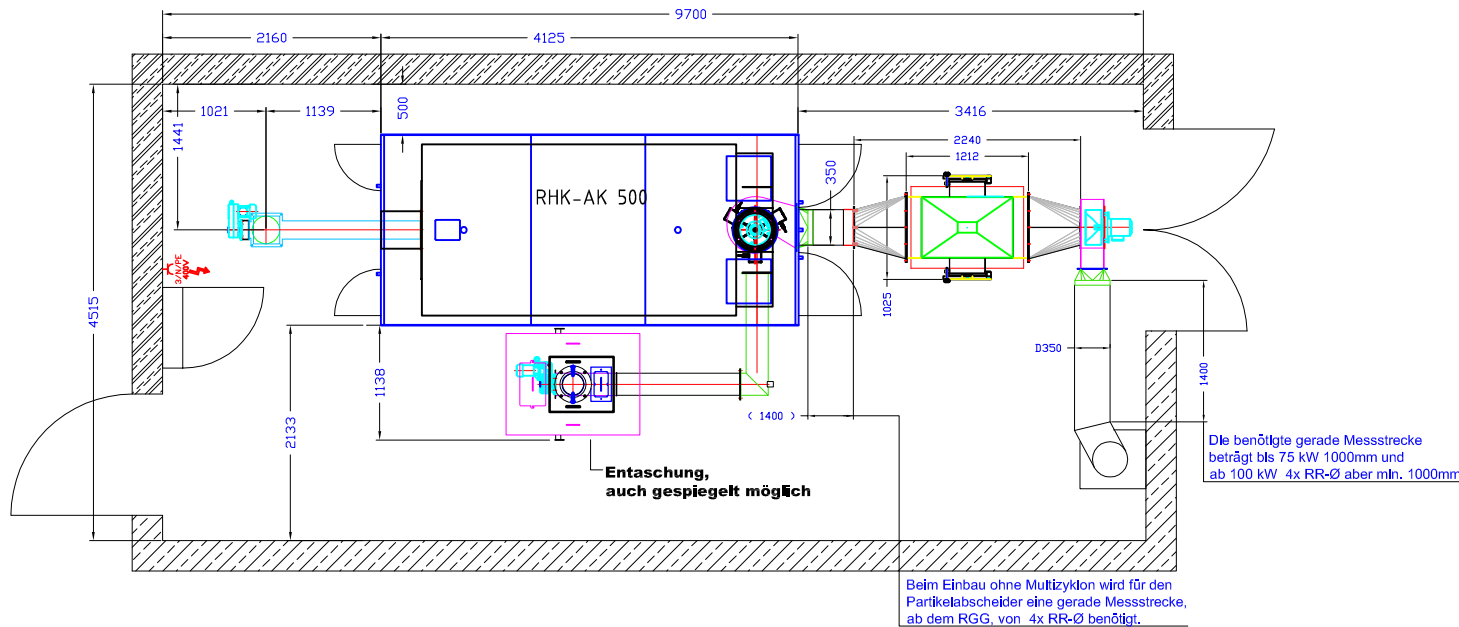 9700
2160
4125
1021
1139
500
3416
1441
2240
1212
350
RHK-AK 500
3/N/PE
400V
4515
1025
D350
1400
1138
2133
( 1400 )
Die benötigte gerade Messstrecke
beträgt bis 75 kW 1000mm und
ab 100 kW 4x RR-Ø aber min. 1000mm
Entaschung,
auch gespiegelt möglich
Beim Einbau ohne Multizyklon wird für den
Partikelabscheider eine gerade Messstrecke,
ab dem RGG, von 4x RR-Ø benötigt.